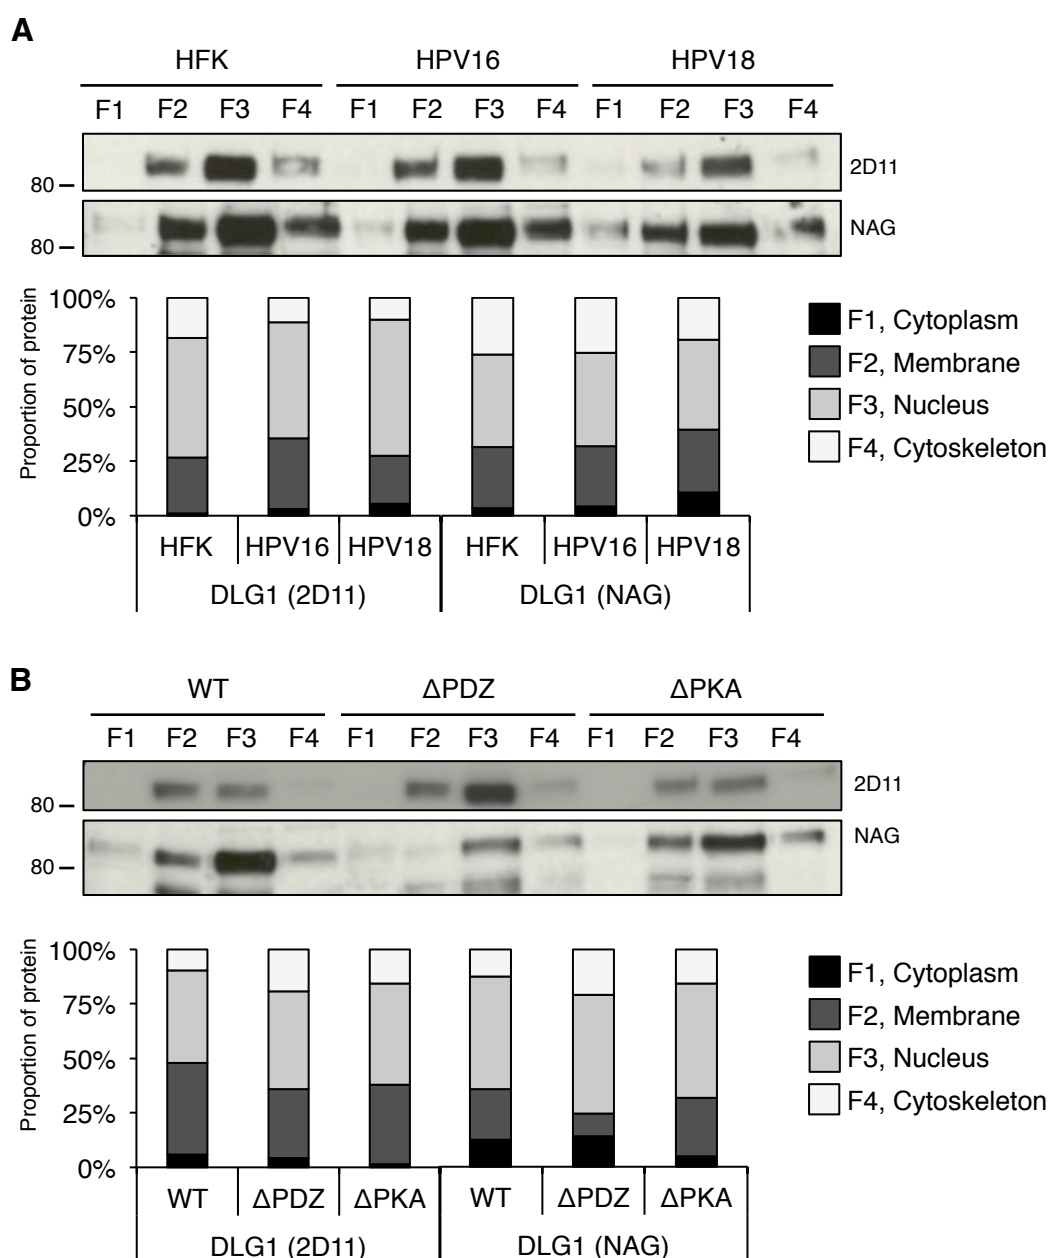 A
HFK HPV16 HPV18
F1 F2 F3 F4 F1 F2 F3 F4 F1 F2 F3 F4
80 2D11
80 NAG
Proportion of protein
100%
75%
50%
25%
0%
HFK HPV16 HPV18 HFK HPV16 HPV18
DLG1 (2D11) DLG1 (NAG)
F1, Cytoplasm
F2, Membrane
F3, Nucleus
F4, Cytoskeleton
B
WT ΔPDZ ΔPKA
F1 F2 F3 F4 F1 F2 F3 F4 F1 F2 F3 F4
80 2D11
80 NAG
Proportion of protein
100%
75%
50%
25%
0%
WT ΔPDZ ΔPKA WT ΔPDZ ΔPKA
DLG1 (2D11) DLG1 (NAG)
F1, Cytoplasm
F2, Membrane
F3, Nucleus
F4, Cytoskeleton